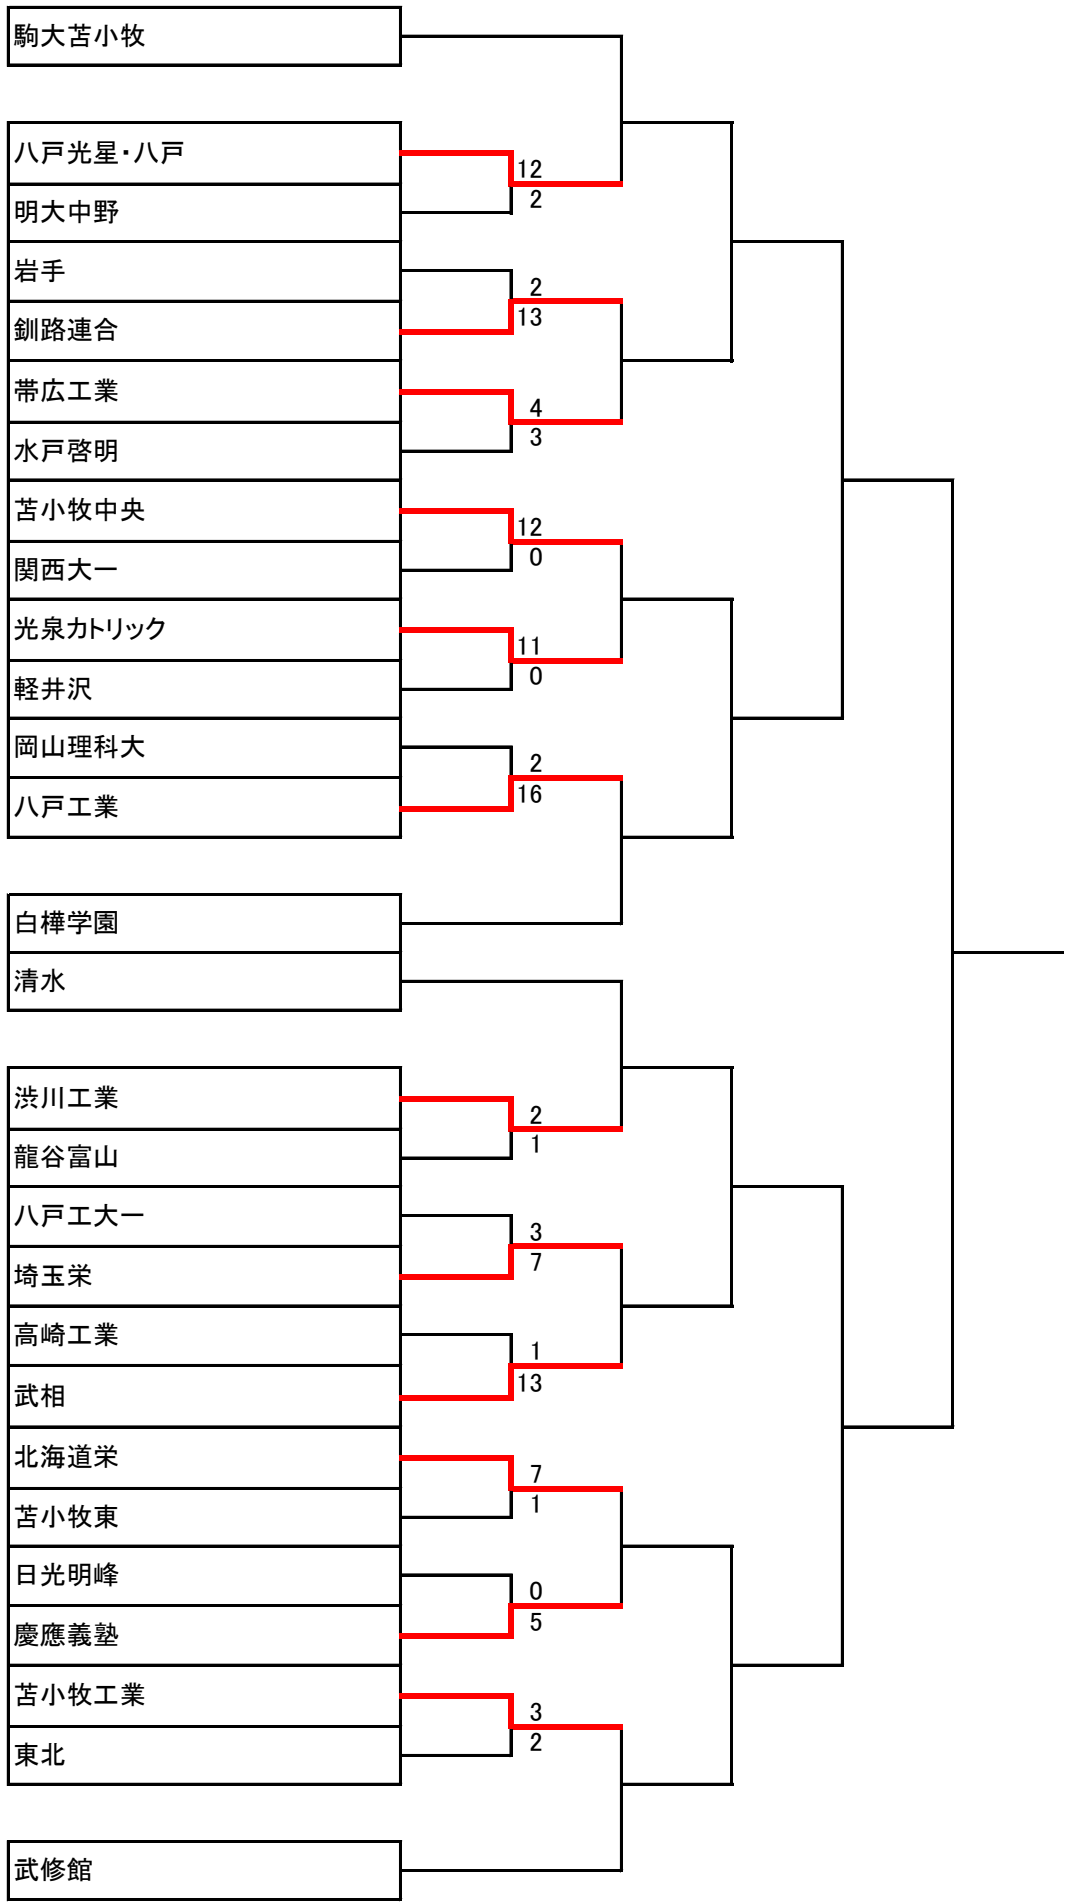 駒大苫小牧
八戸光星・八戸
12
明大中野
2
岩手
2
釧路連合
13
帯広工業
4
水戸啓明
3
苫小牧中央
12
関西大一
0
光泉カトリック
11
軽井沢
0
岡山理科大
2
八戸工業
16
白樺学園
清水
渋川工業
2
龍谷富山
1
八戸工大一
3
埼玉栄
7
高崎工業
1
武相
13
北海道栄
7
苫小牧東
1
日光明峰
0
慶應義塾
5
苫小牧工業
3
東北
2
武修館